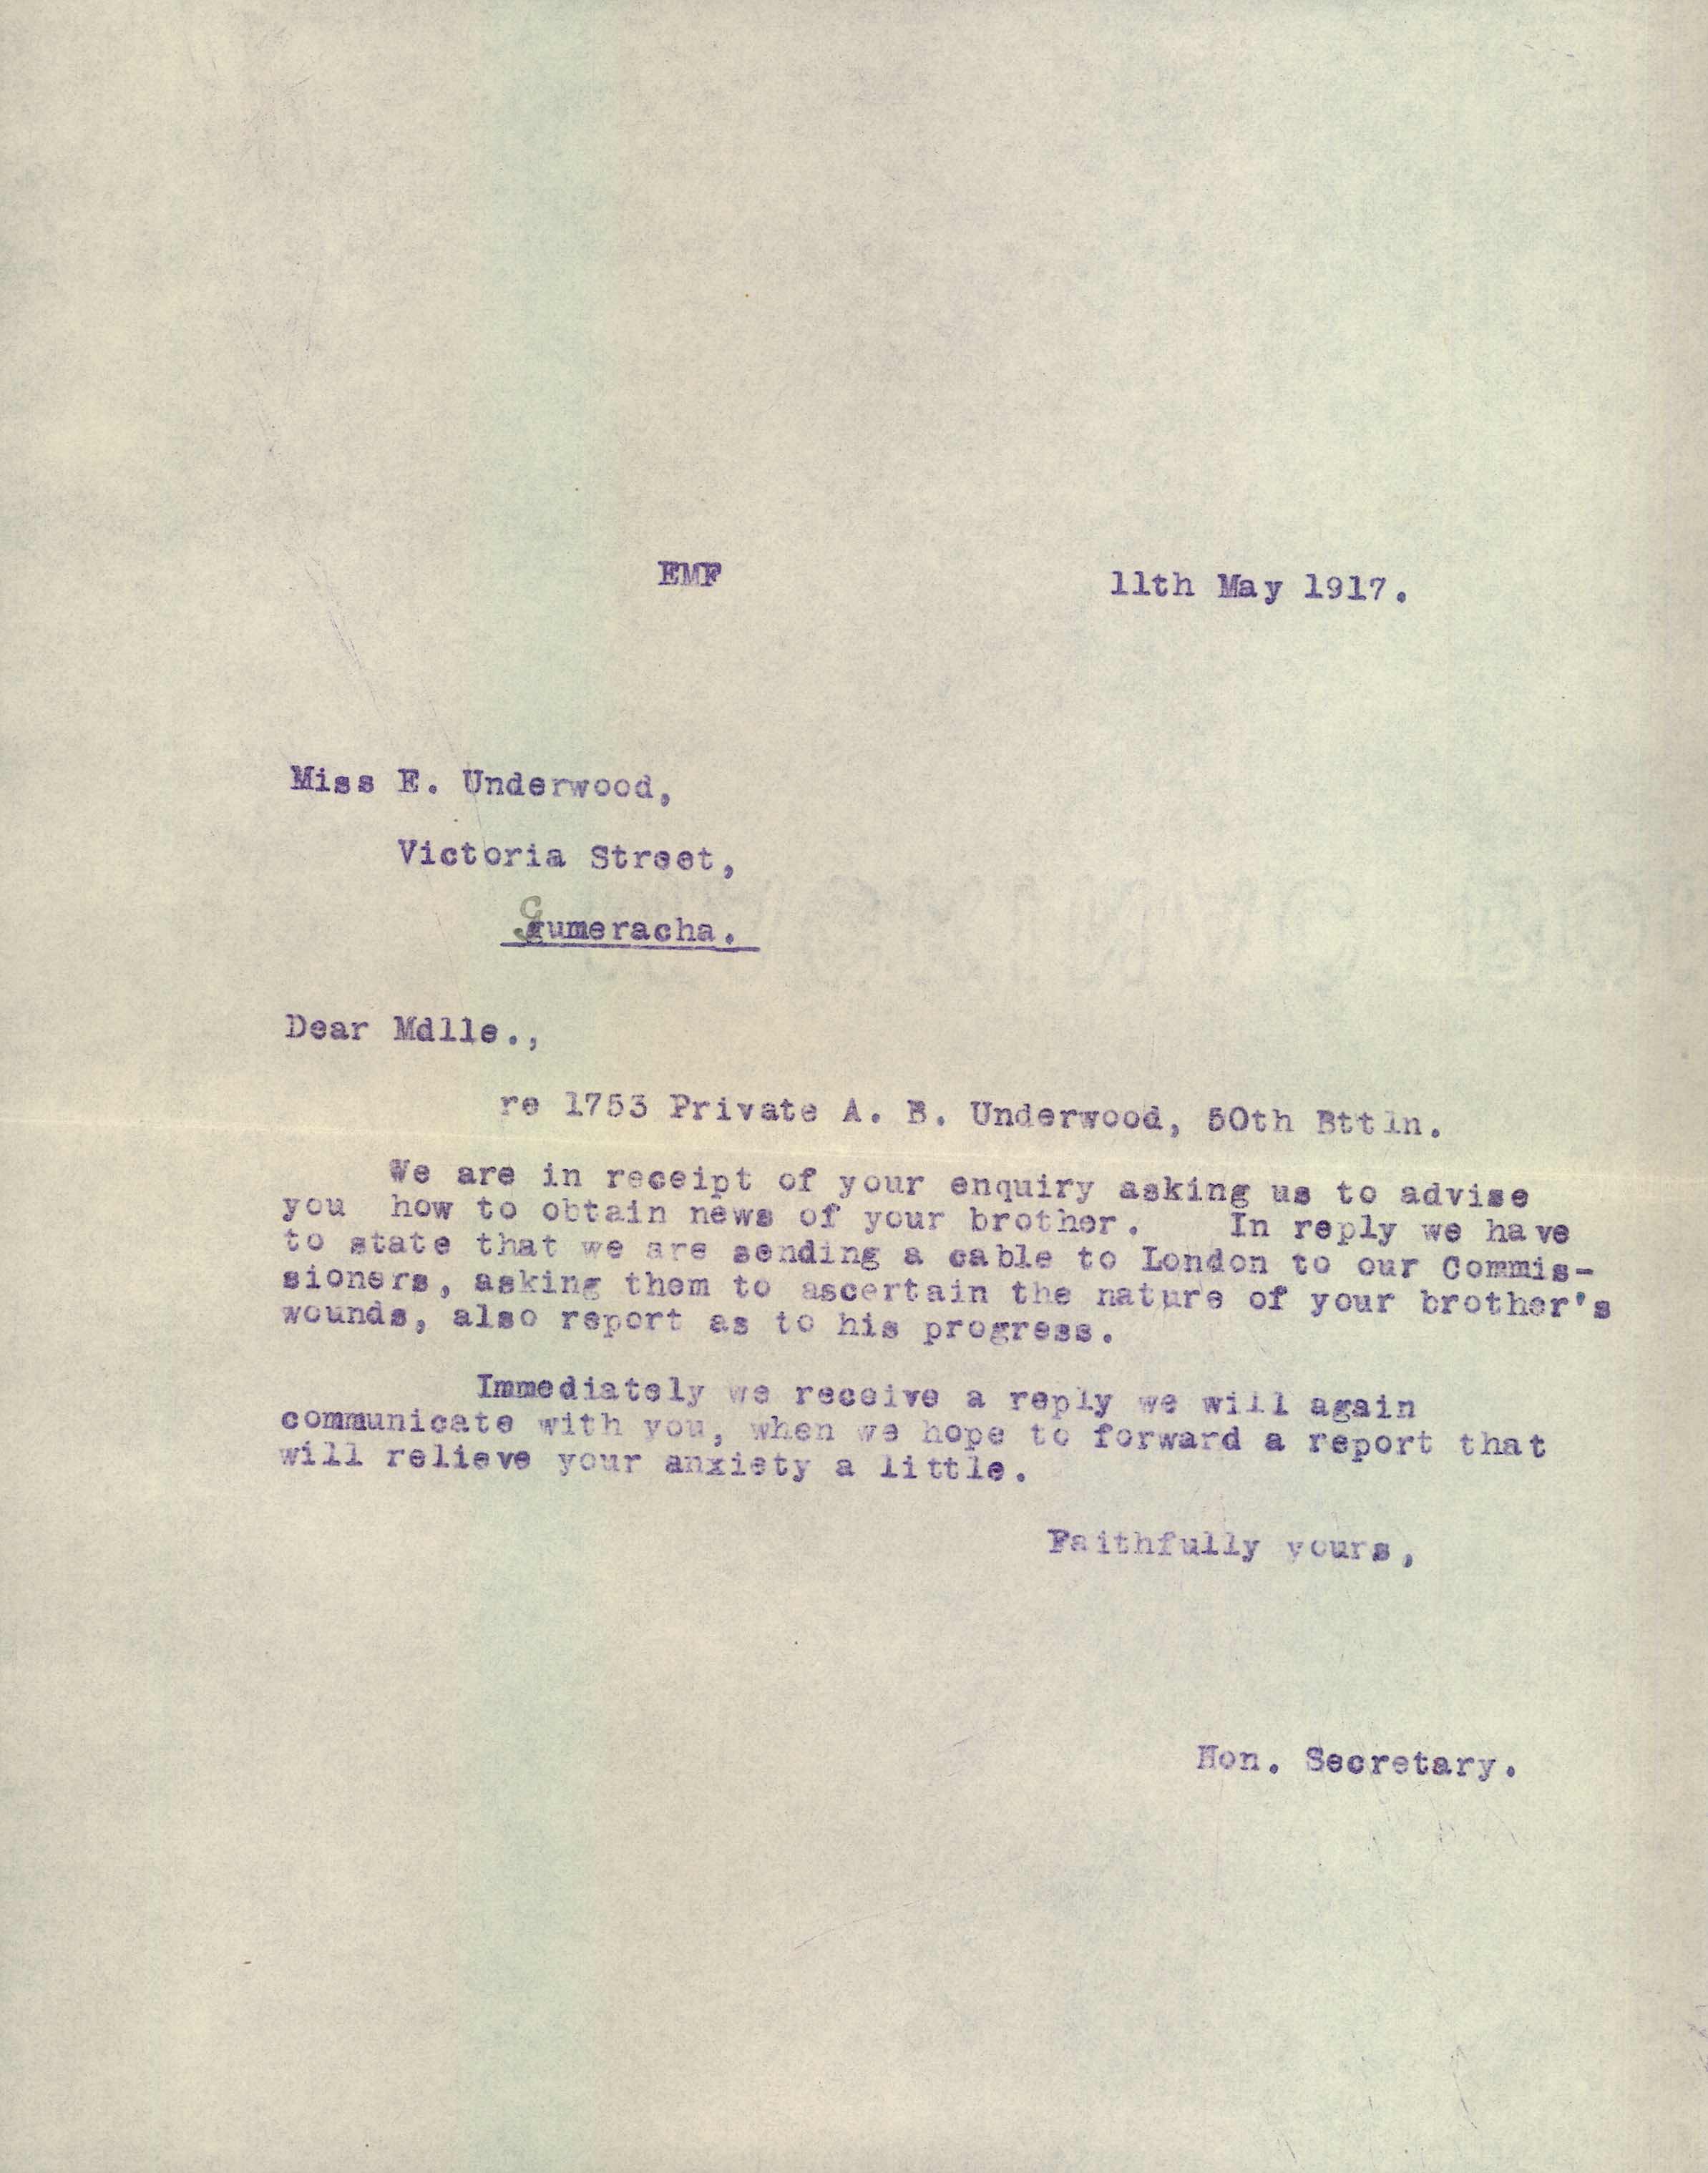 EMF 11th May 1917.
Miss E. Underwood,
Victoria Street,
Gumeracha.
Dear Mdlle.,
re 1753 Private A. B. Underwood, 50th Bttln.
We are in receipt of your enquiry asking us to advise
you how to obtain news of your brother. In reply we have
to state that we are sending a cable to London to our Commis-
sioners, asking them to ascertain the nature of your brother's
wounds, also report as to his progress.
Immediately we receive a reply we will again
communicate with you, when we hope to forward a report that
will relieve your anxiety a little.
Faithfully yours,
Hon. Secretary.